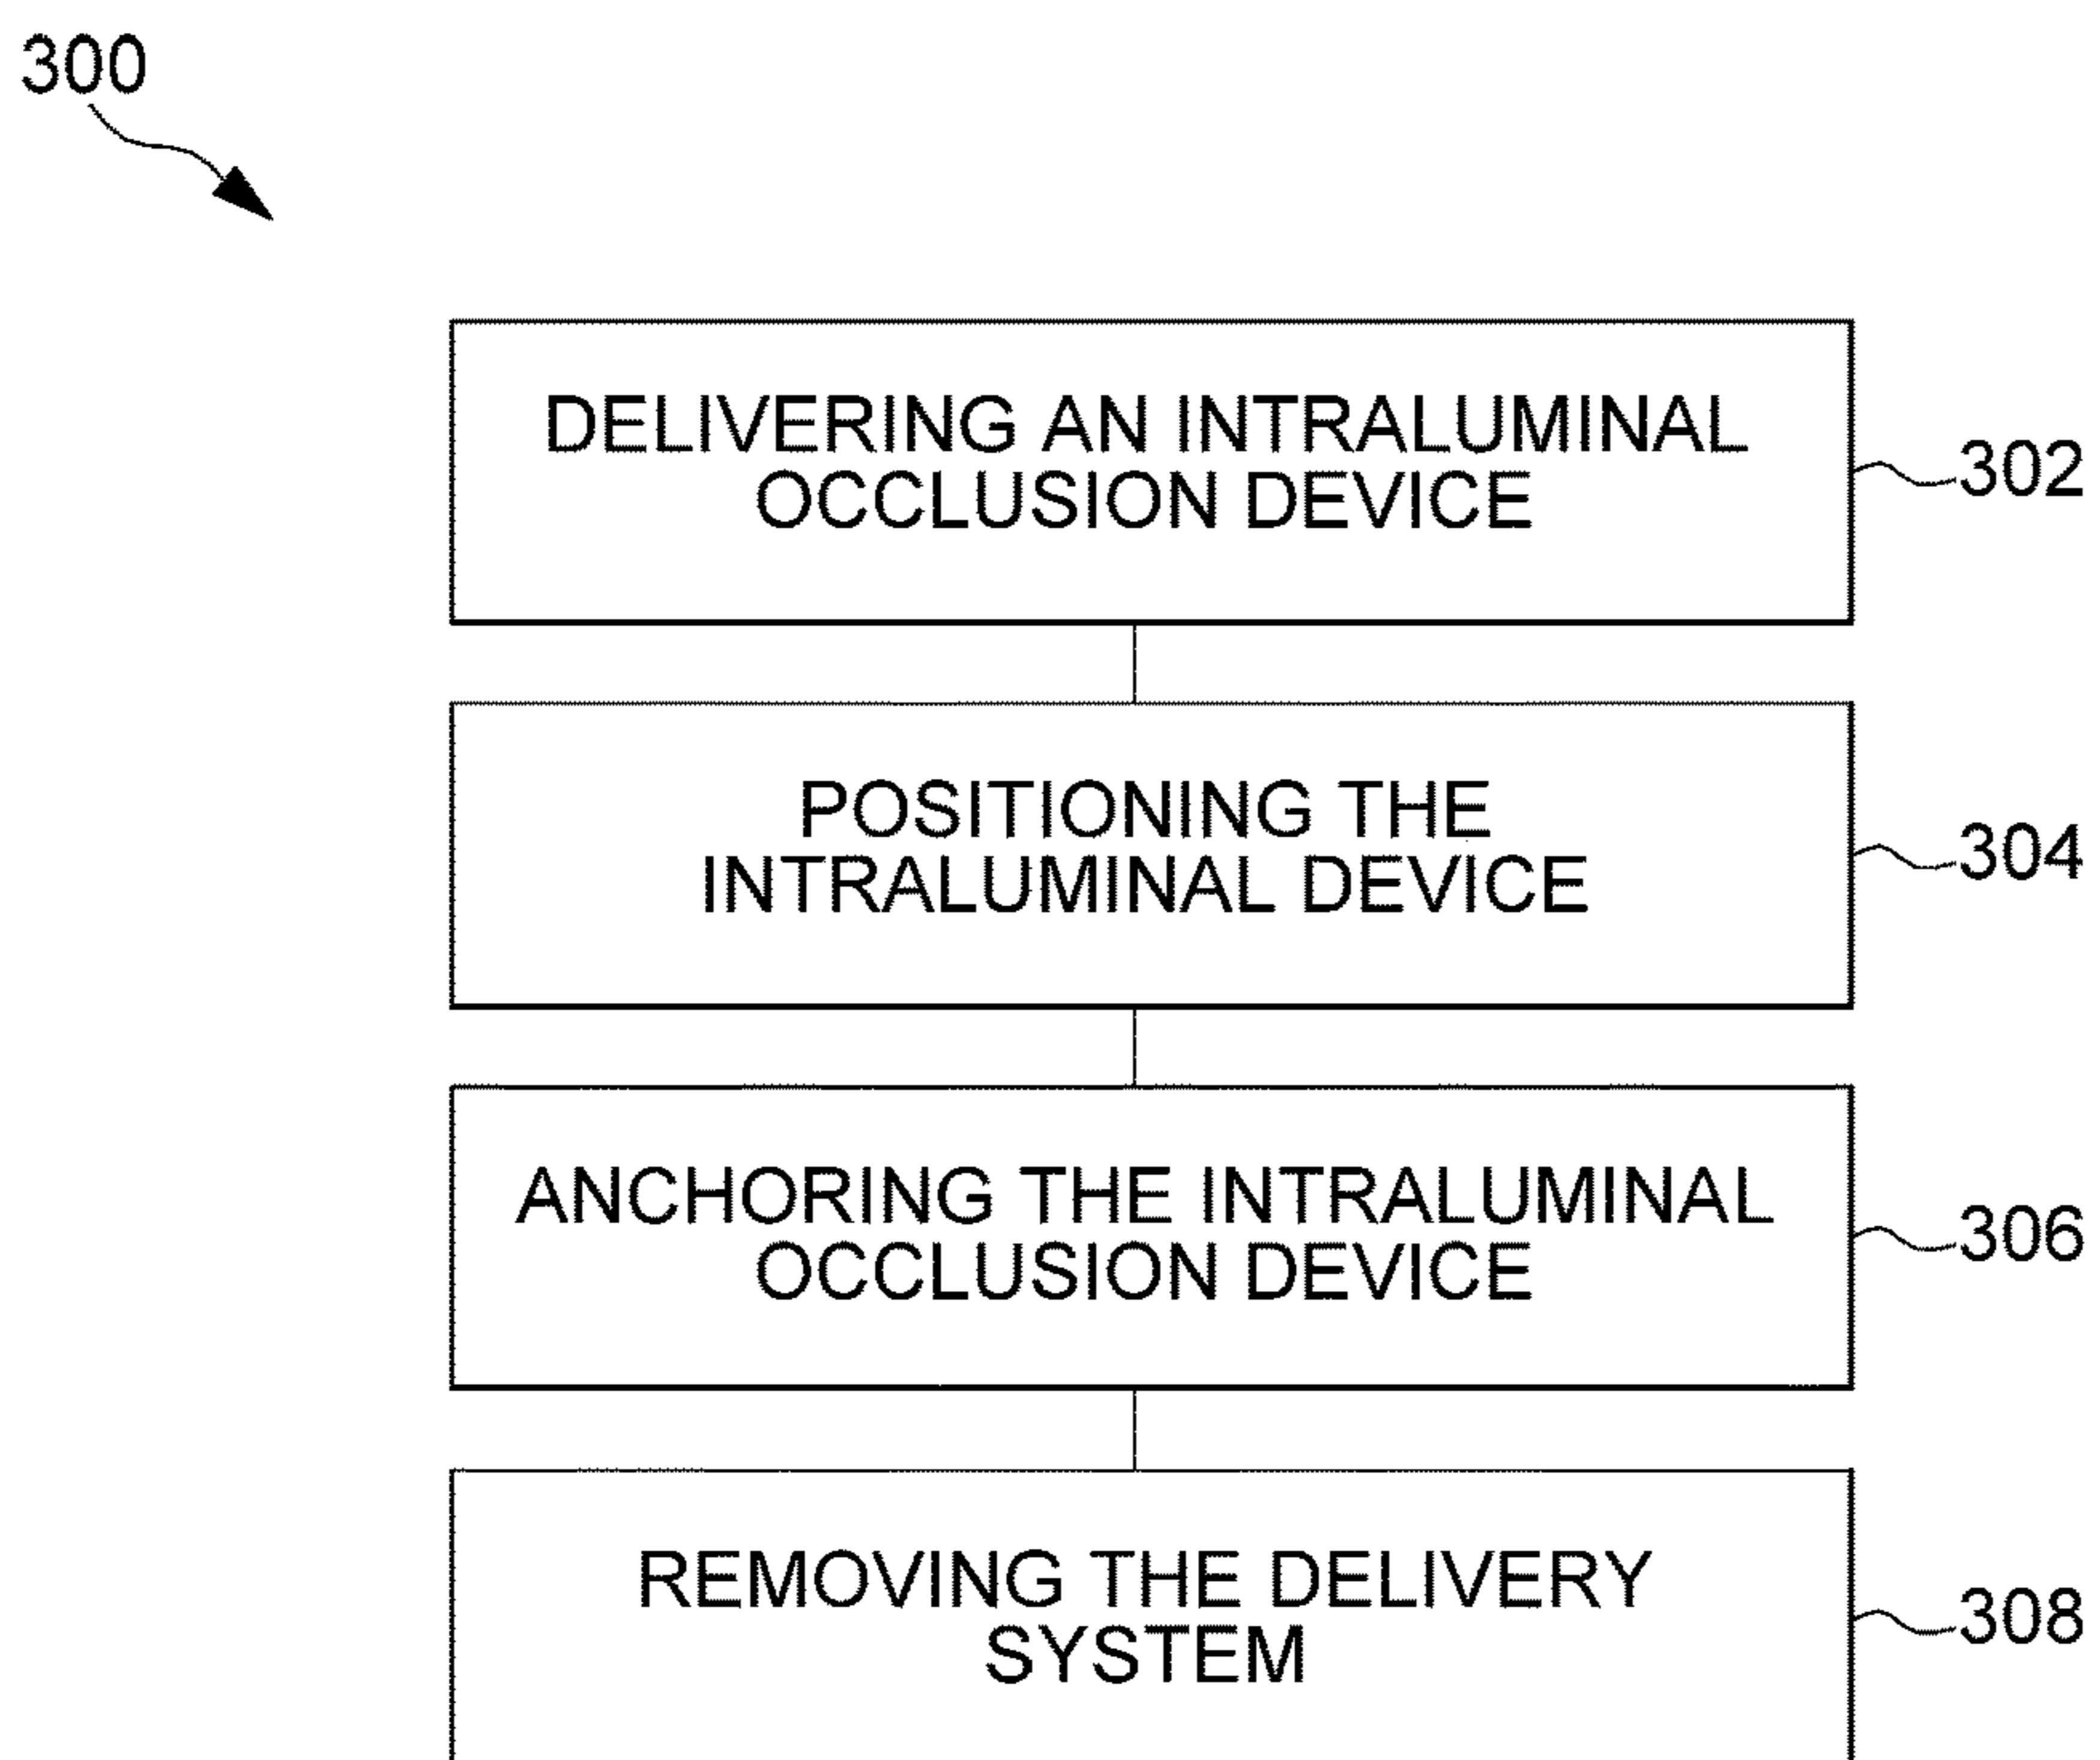 300
DELIVERING AN INTRALUMINAL
OCCLUSION DEVICE
302
POSITIONING THE
INTRALUMINAL DEVICE
304
ANCHORING THE INTRALUMINAL
OCCLUSION DEVICE
306
REMOVING THE DELIVERY
SYSTEM
308